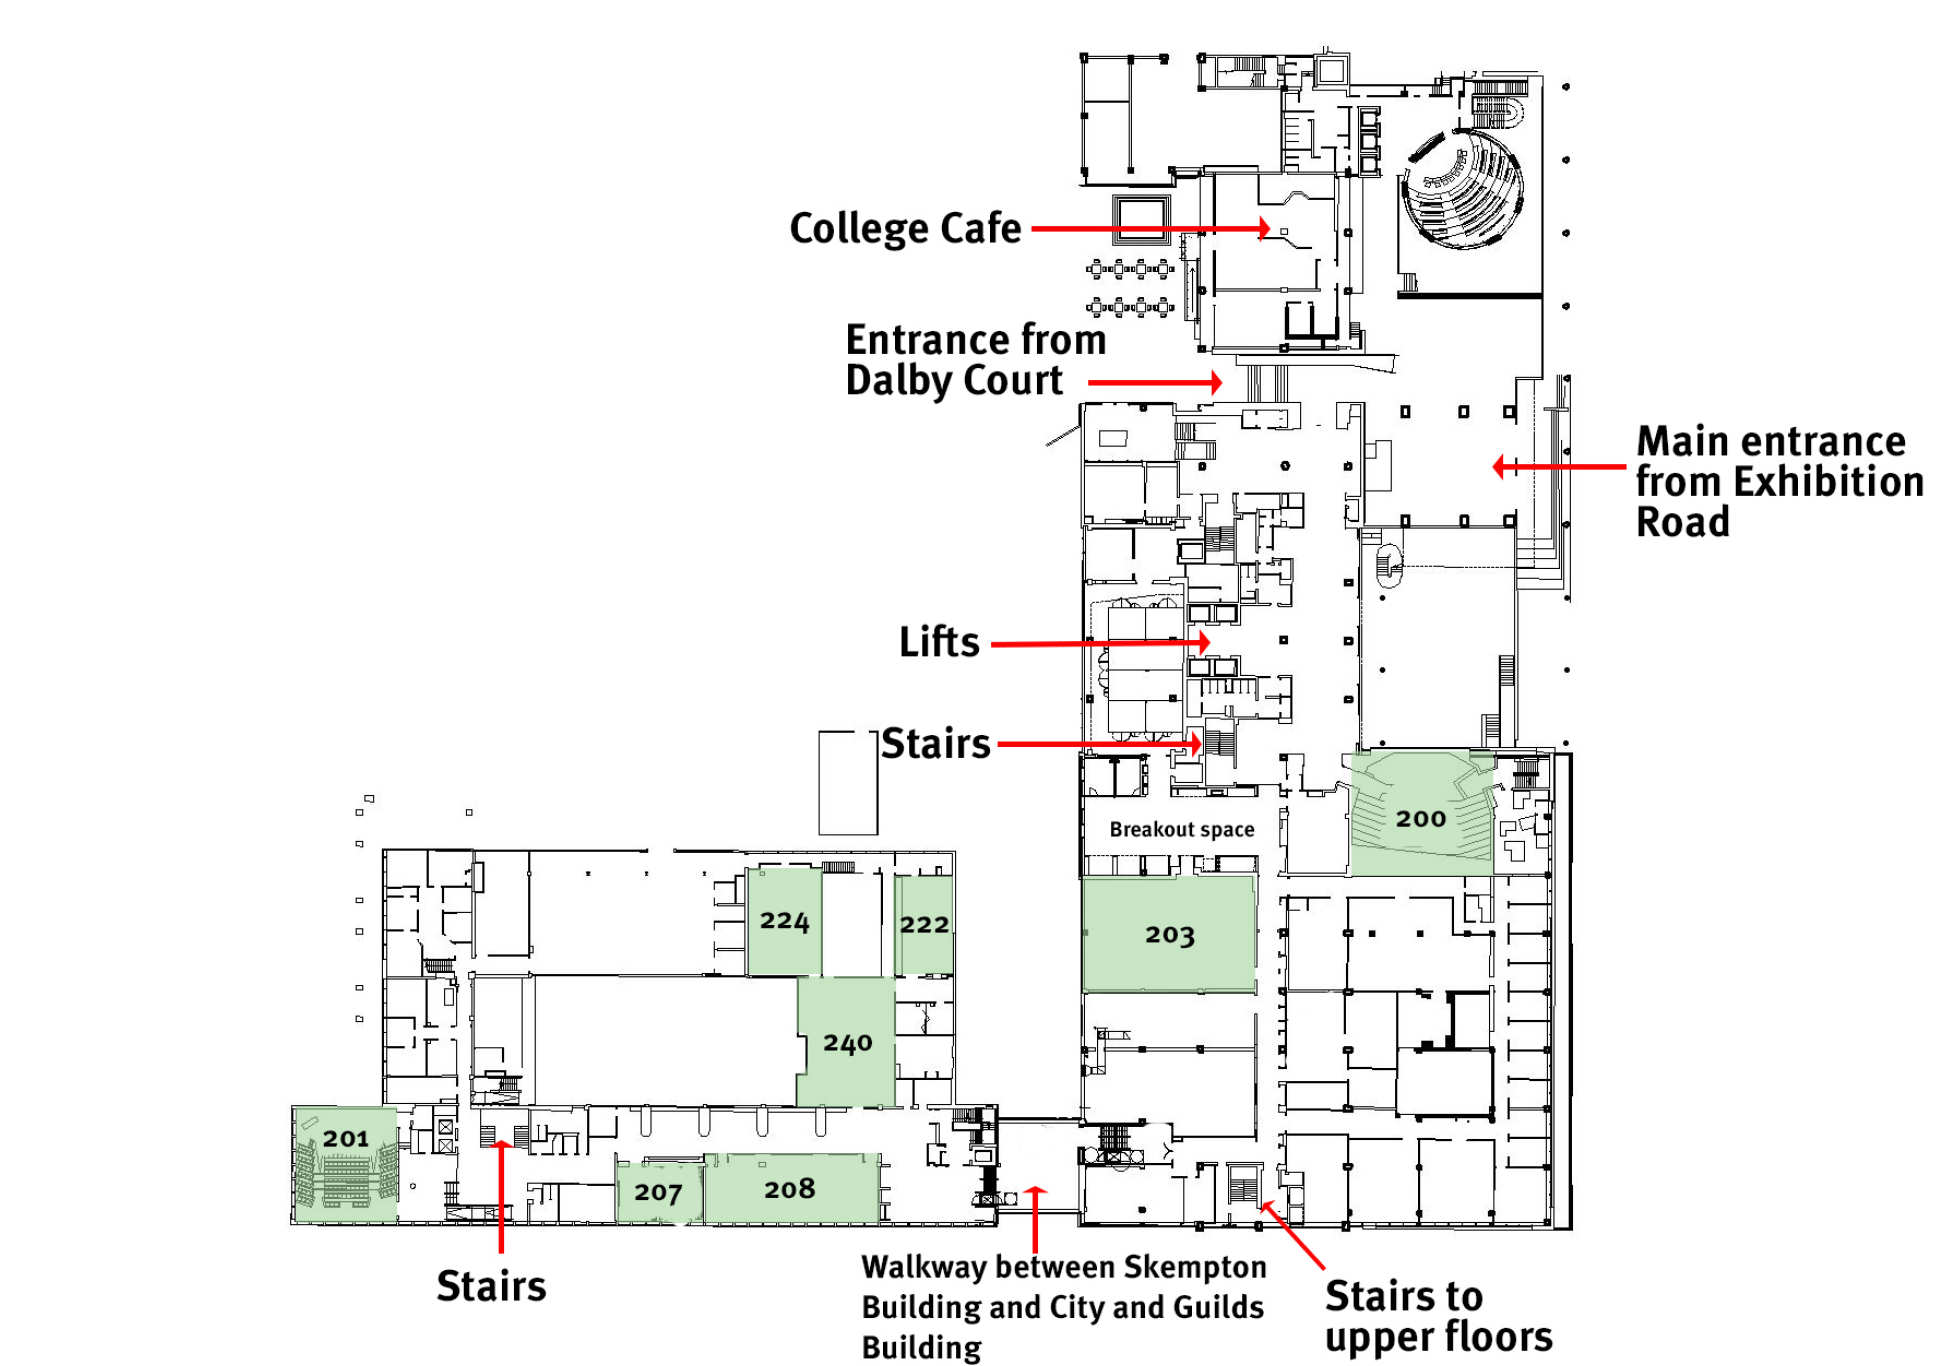 College Cafe
Entrance from
Dalby Court
Main entrance
from Exhibition
Road
Lifts
Stairs
200
Breakout space
224
222
203
240
201
207
208
Stairs
Walkway between Skempton
Building and City and Guilds
Building
Stairs to
upper floors